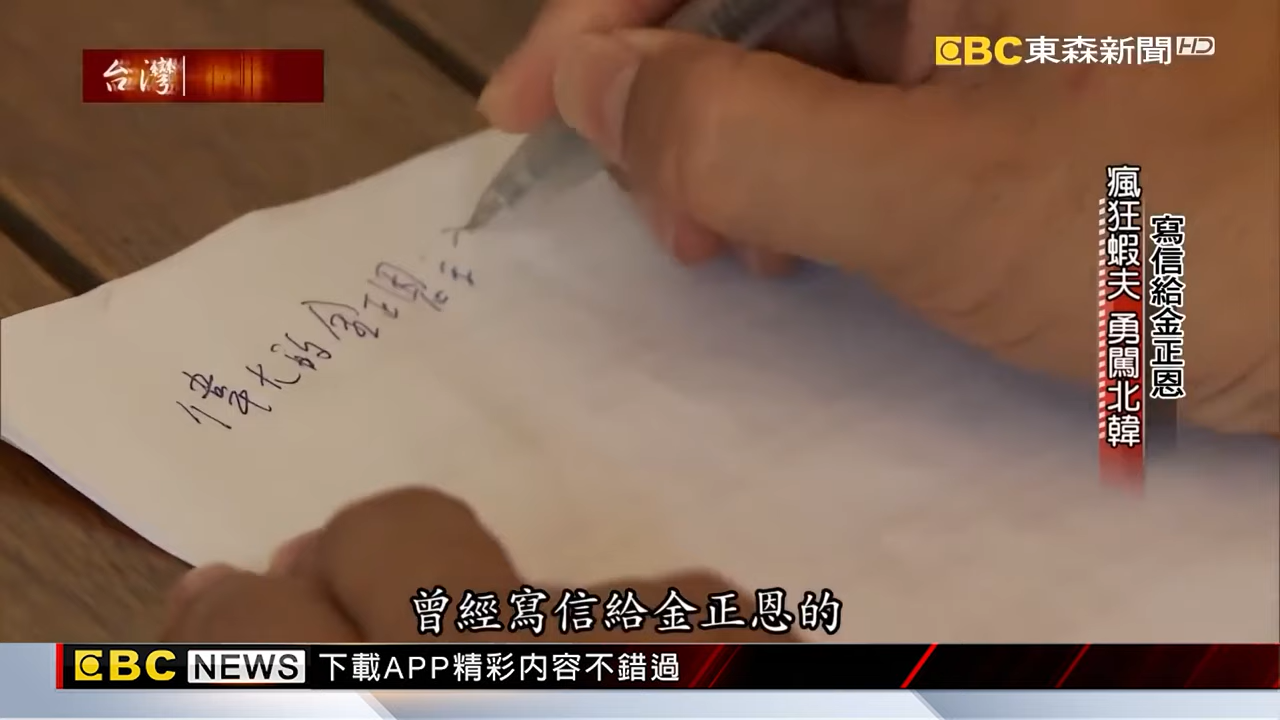 台灣
EBC東森新聞HD
寫信給金正恩
瘋狂蝦夫 勇闖北韓
偉大的金正恩主
曾經寫信給金正恩的
EBC NEWS 下載APP精彩內容不錯過